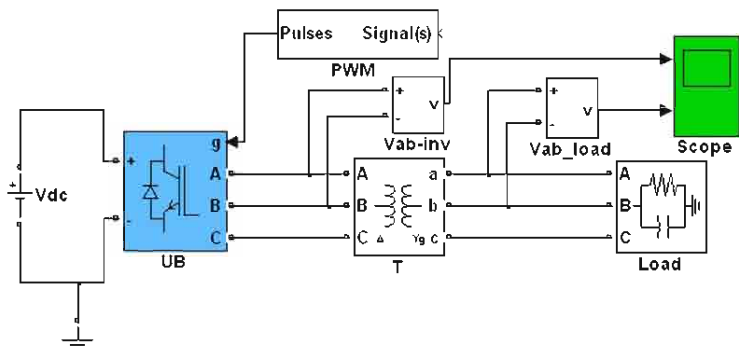 Pulses Signal(s)
PWM
+
v
-
Vab-inv
+
v
-
Vab_load
Scope
g
+
A
B
-
C
UB
+
Vdc
A a
B b
C Δ Yg c
T
A
B
C
Load